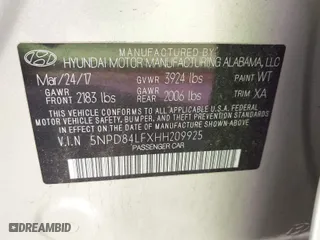 MANUFACTURED BY
HYUNDAI MOTOR MANUFACTURING ALABAMA, LLC
Mar/24/17 GVWR 3924 lbs PAINT WT
GAWR FRONT 2183 lbs GAWR REAR 2006 lbs TRIM XA
THIS VEHICLE CONFORMS TO ALL APPLICABLE U.S. FEDERAL
MOTOR VEHICLE SAFETY, BUMPER, AND THEFT PREVENTION
STANDARDS IN EFFECT ON THE DATE OF MANUFACTURE SHOWN ABOVE.
V.I.N 5NPD84LFXHH209925
PASSENGER CAR
© DEALERSHIP DIRECT